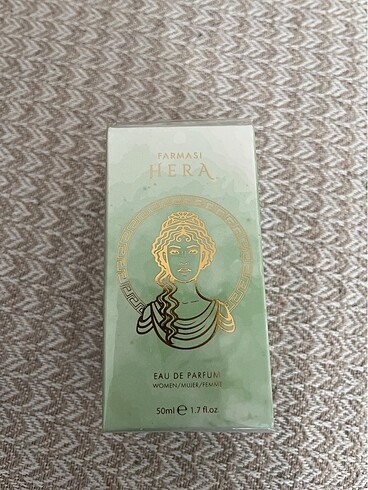 FARMASI
HERA
EAU DE PARFUM
WOMEN/MUJER/FEMME
50ml ℮ 1.7 fl.oz.